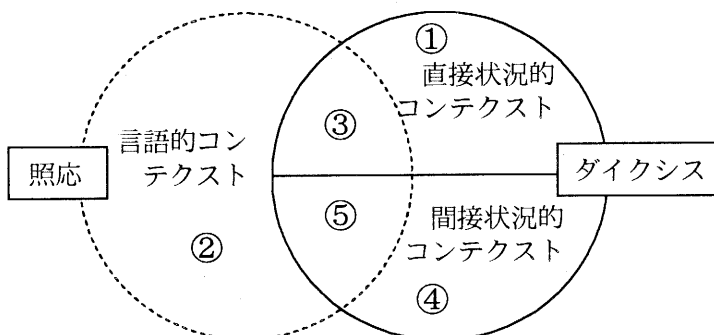 ①
直接状況的
コンテクスト
③
言語的コン
テクスト
照応
ダイクシス
⑤
間接状況的
コンテクスト
②
④